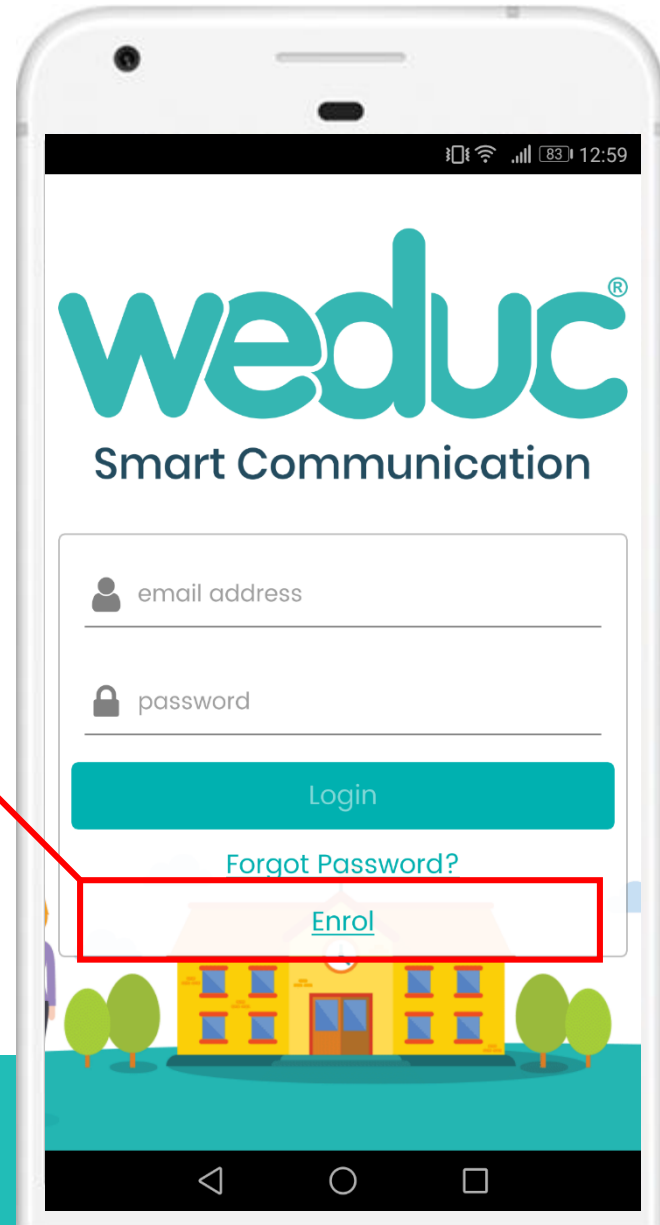 83 12:59
weduc®
Smart Communication
email address
password
Login
Forgot Password?
Enrol